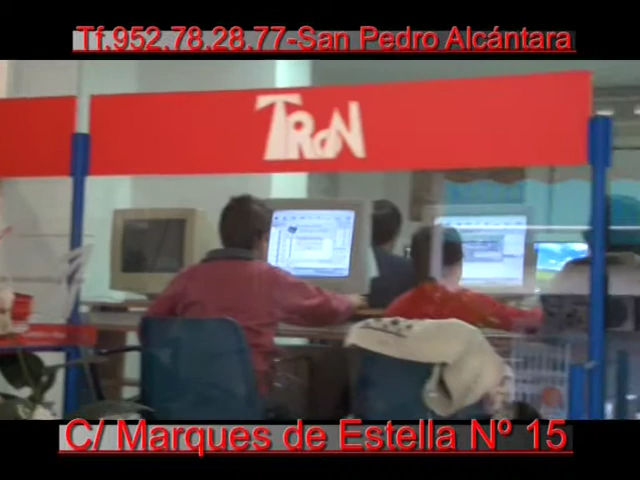 Tf.952.78.28.77-San Pedro Alcántara
TRoN
C/ Marques de Estella Nº 15